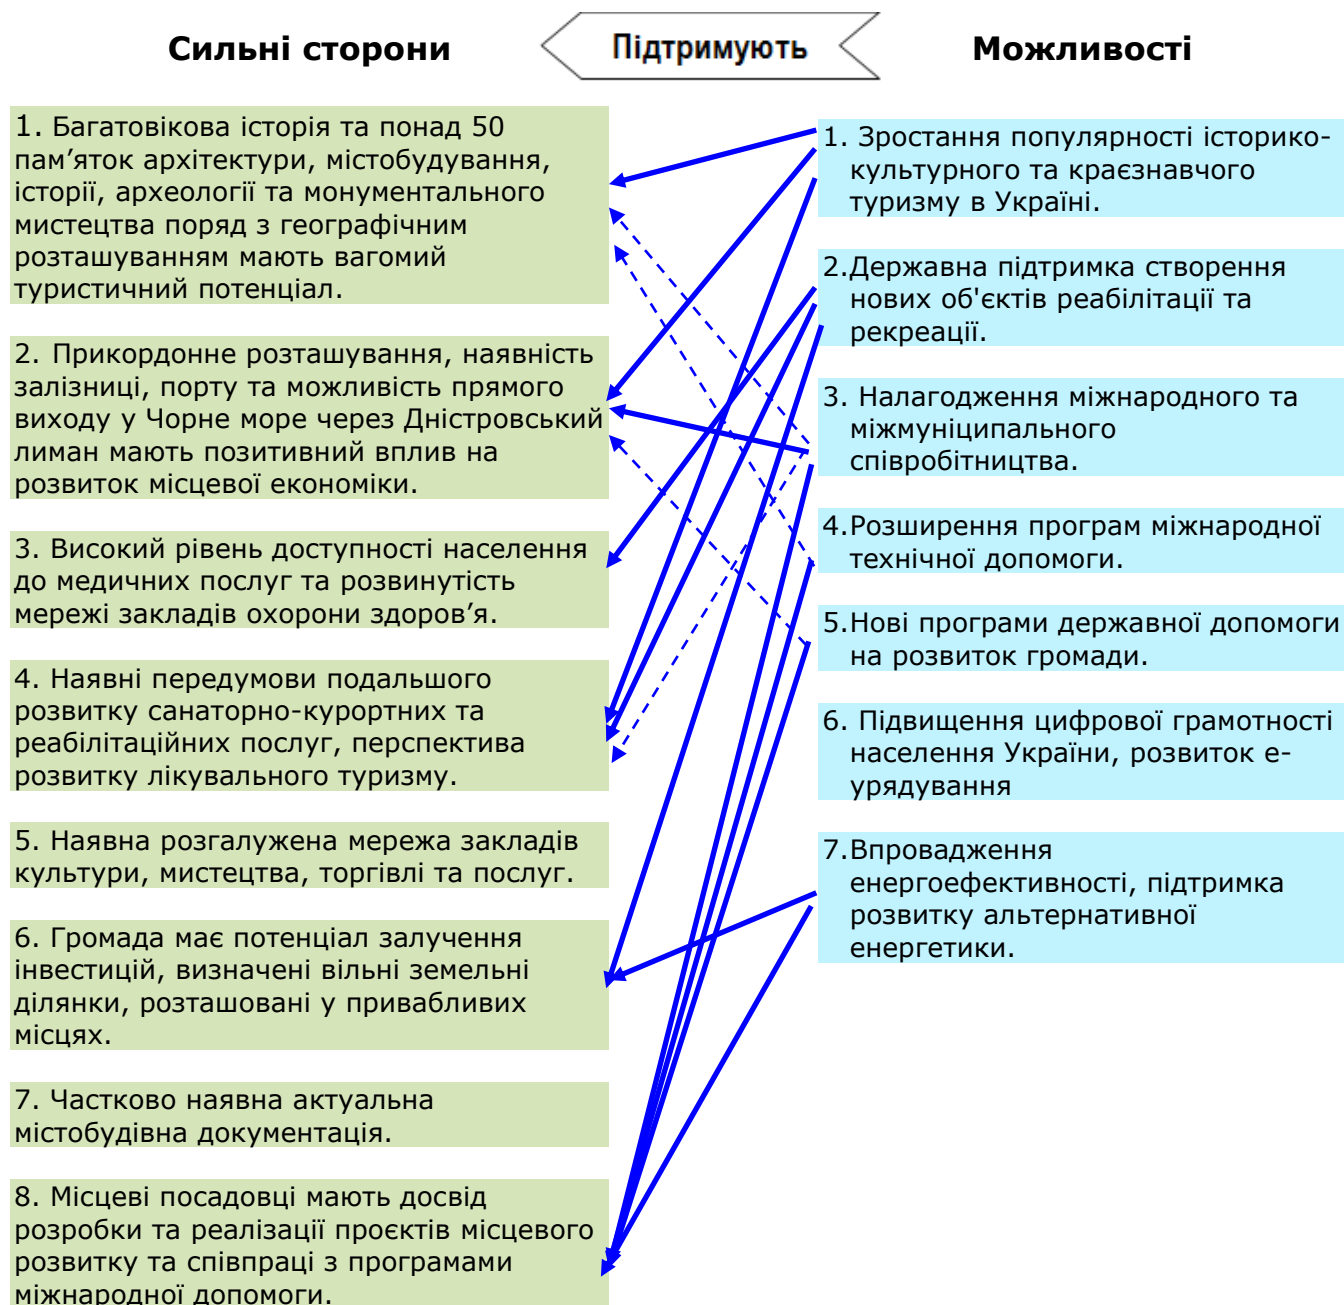 Сильні сторони
Підтримують
Можливості
1. Багатовікова історія та понад 50
пам’яток архітектури, містобудування,
історії, археології та монументального
мистецтва поряд з географічним
розташуванням мають вагомий
туристичний потенціал.
2. Прикордонне розташування, наявність
залізниці, порту та можливість прямого
виходу у Чорне море через Дністровський
лиман мають позитивний вплив на
розвиток місцевої економіки.
3. Високий рівень доступності населення
до медичних послуг та розвинутість
мережі закладів охорони здоров’я.
4. Наявні передумови подальшого
розвитку санаторно-курортних та
реабілітаційних послуг, перспектива
розвитку лікувального туризму.
5. Наявна розгалужена мережа закладів
культури, мистецтва, торгівлі та послуг.
6. Громада має потенціал залучення
інвестицій, визначені вільні земельні
ділянки, розташовані у привабливих
місцях.
7. Частково наявна актуальна
містобудівна документація.
8. Місцеві посадовці мають досвід
розробки та реалізації проєктів місцевого
розвитку та співпраці з програмами
міжнародної допомоги.
1. Зростання популярності історико-
культурного та краєзнавчого
туризму в Україні.
2.Державна підтримка створення
нових об'єктів реабілітації та
рекреації.
3. Налагодження міжнародного та
міжмуніципального
співробітництва.
4.Розширення програм міжнародної
технічної допомоги.
5.Нові програми державної допомоги
на розвиток громади.
6. Підвищення цифрової грамотності
населення України, розвиток е-
урядування
7.Впровадження
енергоефективності, підтримка
розвитку альтернативної
енергетики.